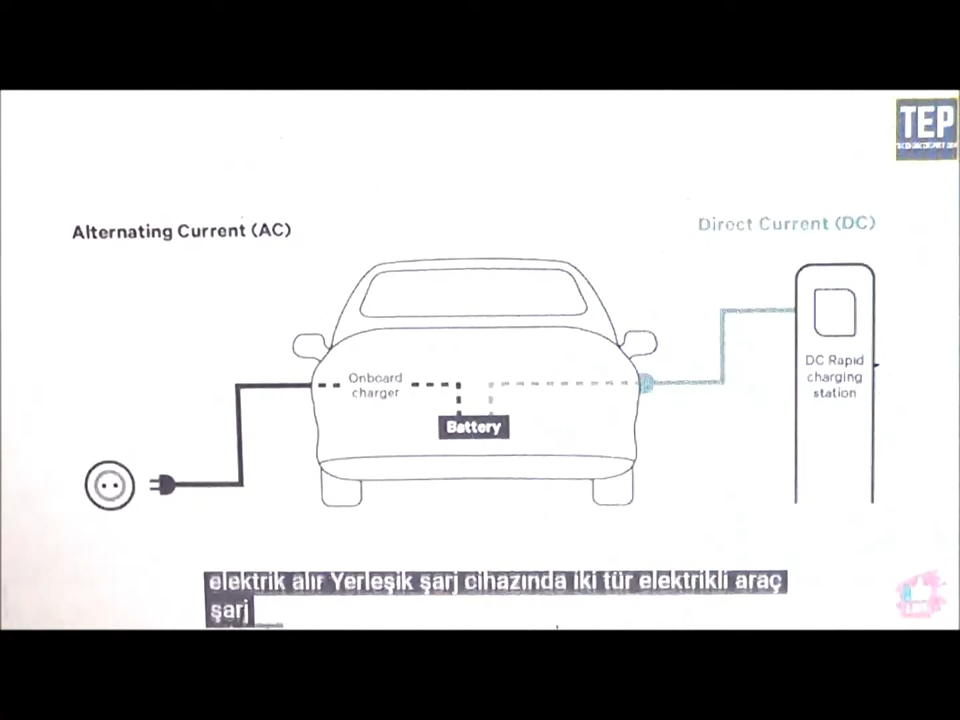 TEP
Alternating Current (AC)
Direct Current (DC)
Onboard
charger
Battery
DC Rapid
charging
station
elektrik alır Yerleşik şarj cihazında iki tür elektrikli araç
şarj